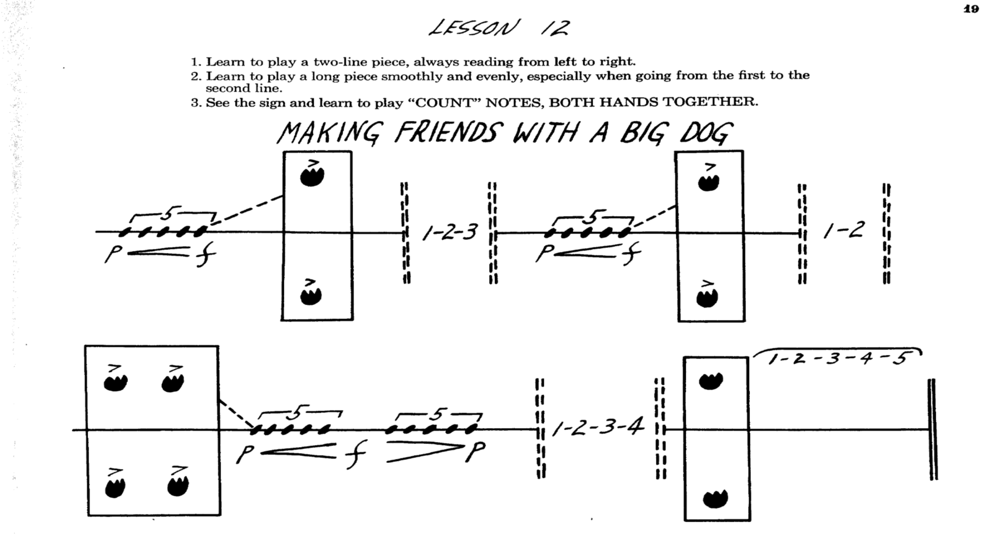 19
LESSON 12
1. Learn to play a two-line piece, always reading from left to right.
2. Learn to play a long piece smoothly and evenly, especially when going from the first to the
second line.
3. See the sign and learn to play “COUNT” NOTES, BOTH HANDS TOGETHER.
MAKING FRIENDS WITH A BIG DOG
> >
5 1-2-3 5 1-2
P < f P < f
> >
> > 1-2-3-4-5
5 5 1-2-3-4
P < f > P
> >